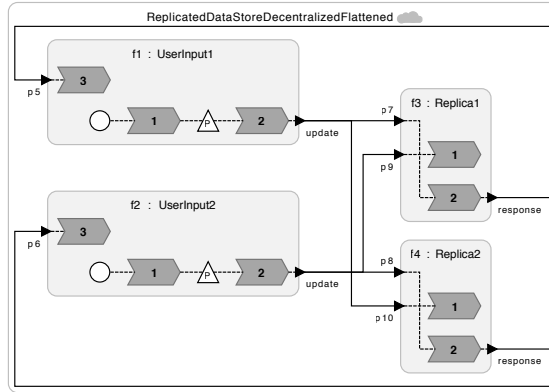 ReplicatedDataStoreDecentralizedFlattened
f1 : UserInput1
3
p5
1
P
2
update
f3 : Replica1
p7
1
p9
2
response
f2 : UserInput2
3
p6
1
P
2
update
f4 : Replica2
p8
1
p10
2
response